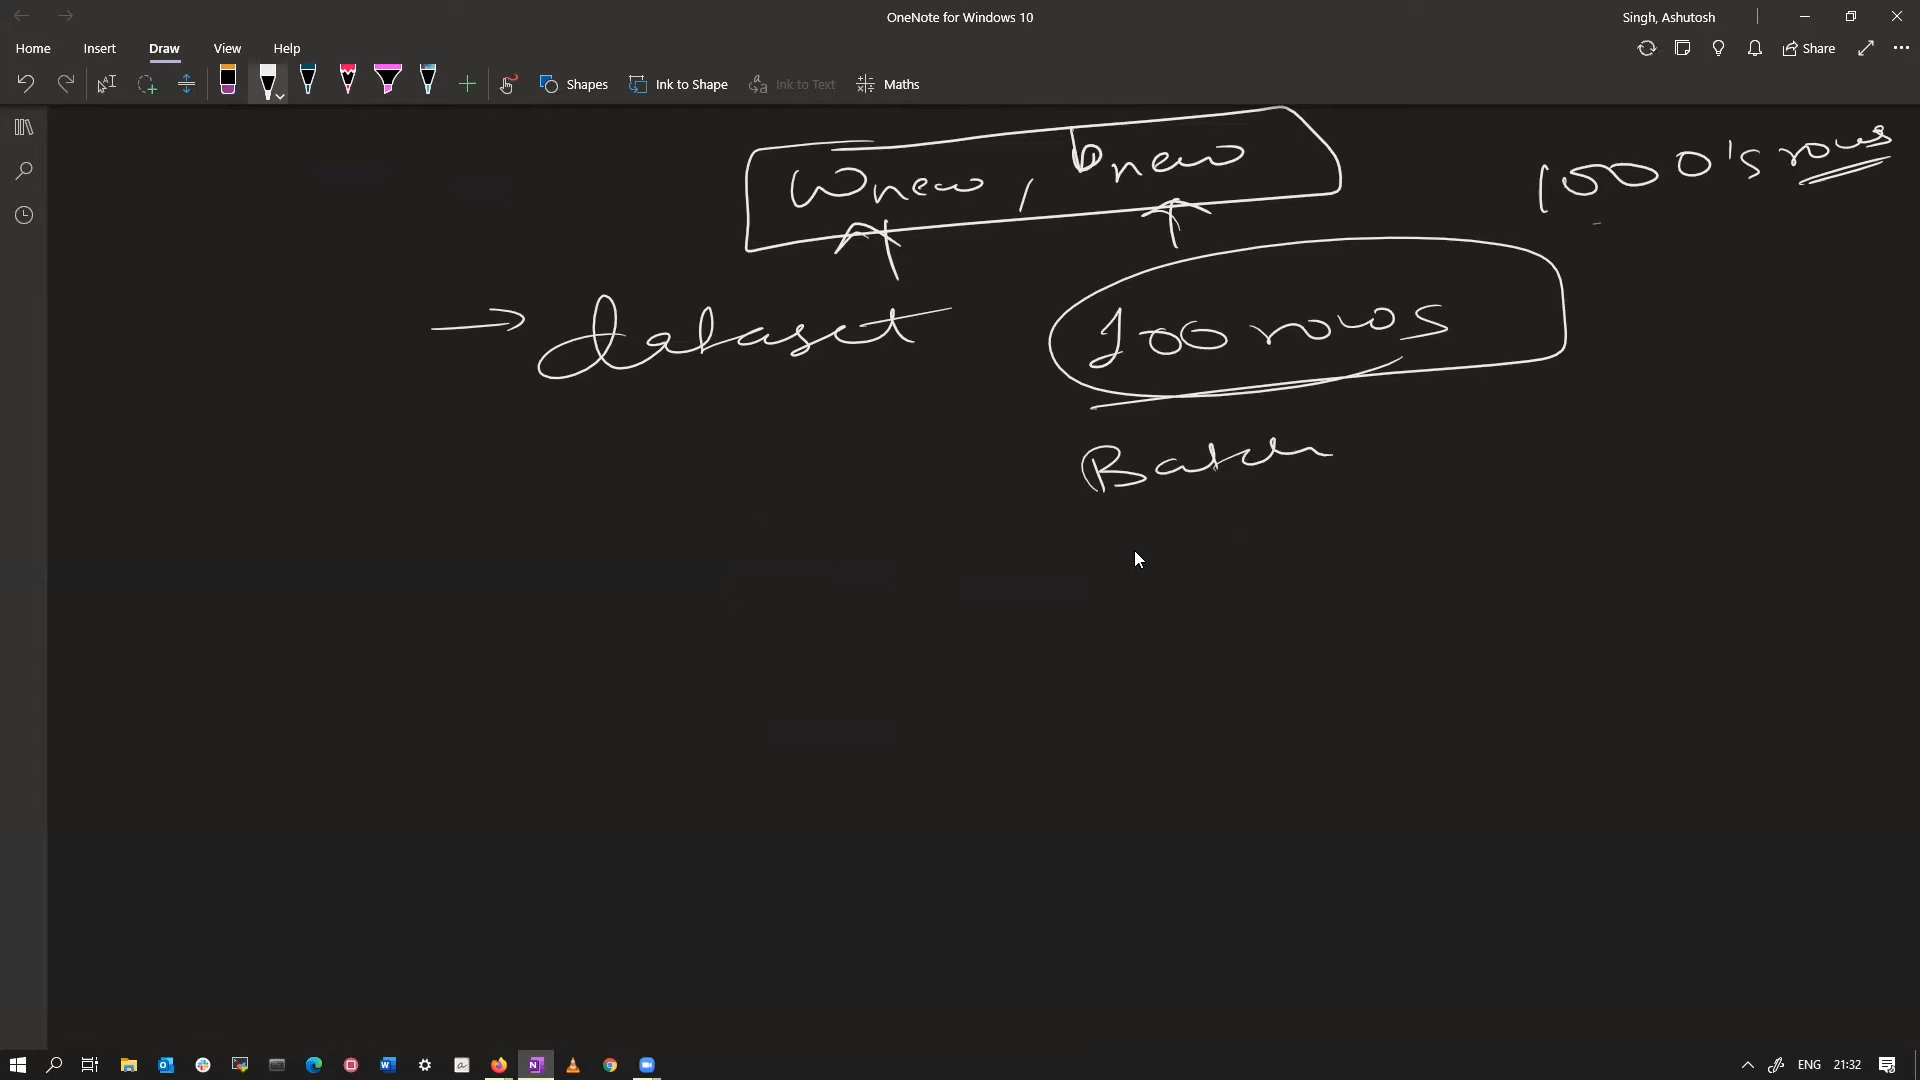 OneNote for Windows 10
Singh, Ashutosh
Home Insert Draw View Help
Share
Shapes Ink to Shape Ink to Text Maths
wnew, bnew
1000's rows
→ dataset 100 rows
Batch
ENG 21:32